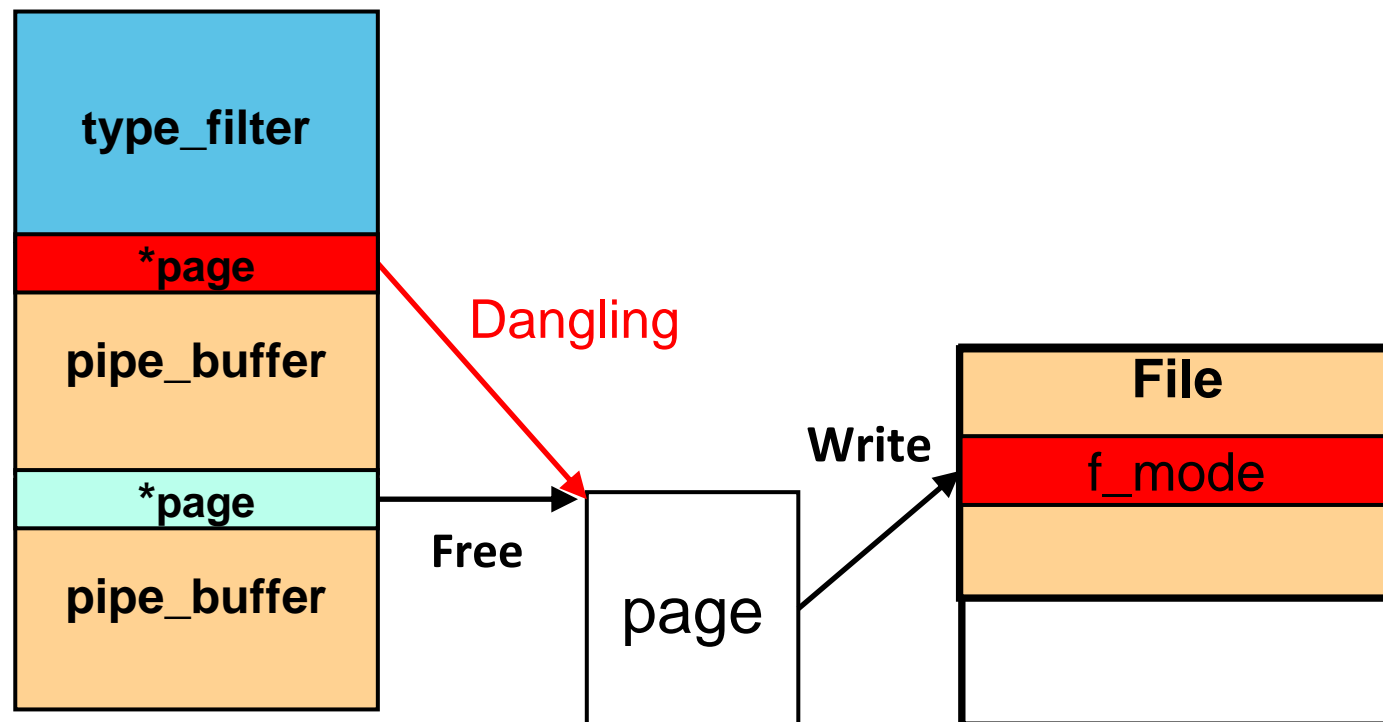 type_filter
*page
Dangling
pipe_buffer
File
Write
f_mode
*page
Free
pipe_buffer
page